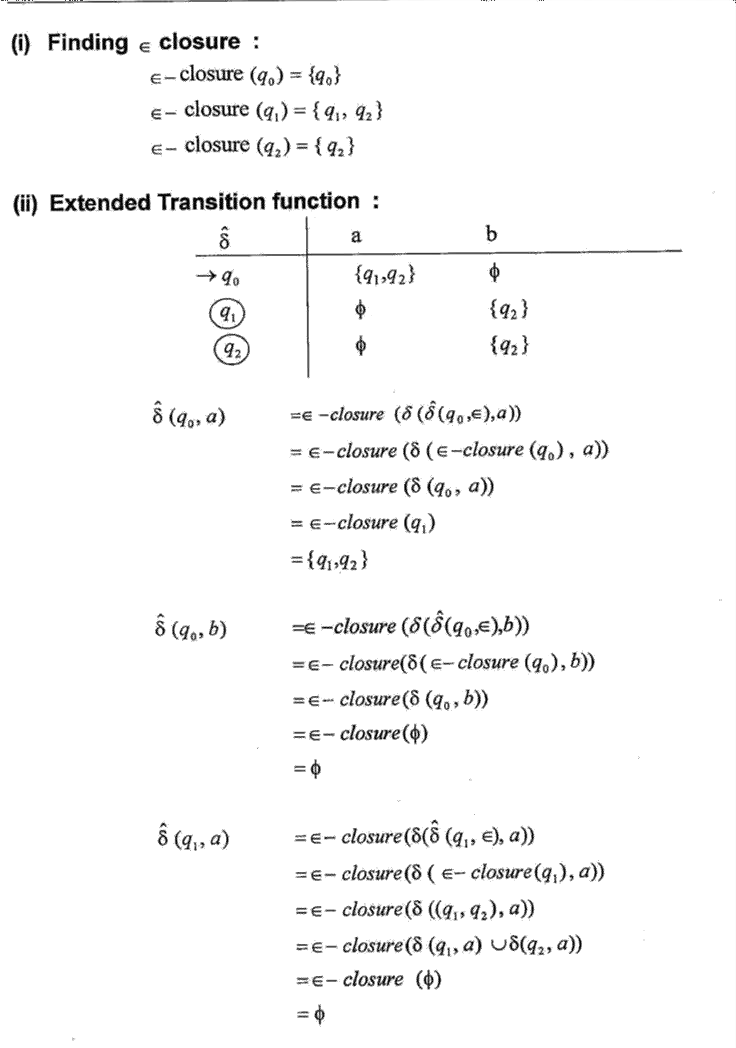 (i) Finding ∈ closure :
∈– closure (q₀) = {q₀}
∈– closure (q₁) = { q₁, q₂}
∈– closure (q₂) = { q₂}
(ii) Extended Transition function :
δ̂ a b
→ q₀ {q₁,q₂} ϕ
q₁ ϕ {q₂}
q₂ ϕ {q₂}
δ̂ (q₀, a) =∈ –closure (δ (δ̂(q₀,∈),a))
= ∈–closure (δ (∈–closure (q₀) , a))
= ∈–closure (δ (q₀, a))
= ∈–closure (q₁)
={q₁,q₂}
δ̂ (q₀, b) =∈ –closure (δ(δ̂(q₀,∈),b))
=∈– closure(δ(∈–closure (q₀), b))
=∈– closure(δ (q₀, b))
=∈– closure(ϕ)
= ϕ
δ̂ (q₁, a) =∈– closure(δ(δ̂ (q₁, ∈), a))
=∈– closure(δ ( ∈– closure(q₁), a))
=∈– closure(δ ((q₁, q₂), a))
=∈– closure(δ (q₁, a) ∪δ(q₂, a))
=∈– closure (ϕ)
= ϕ